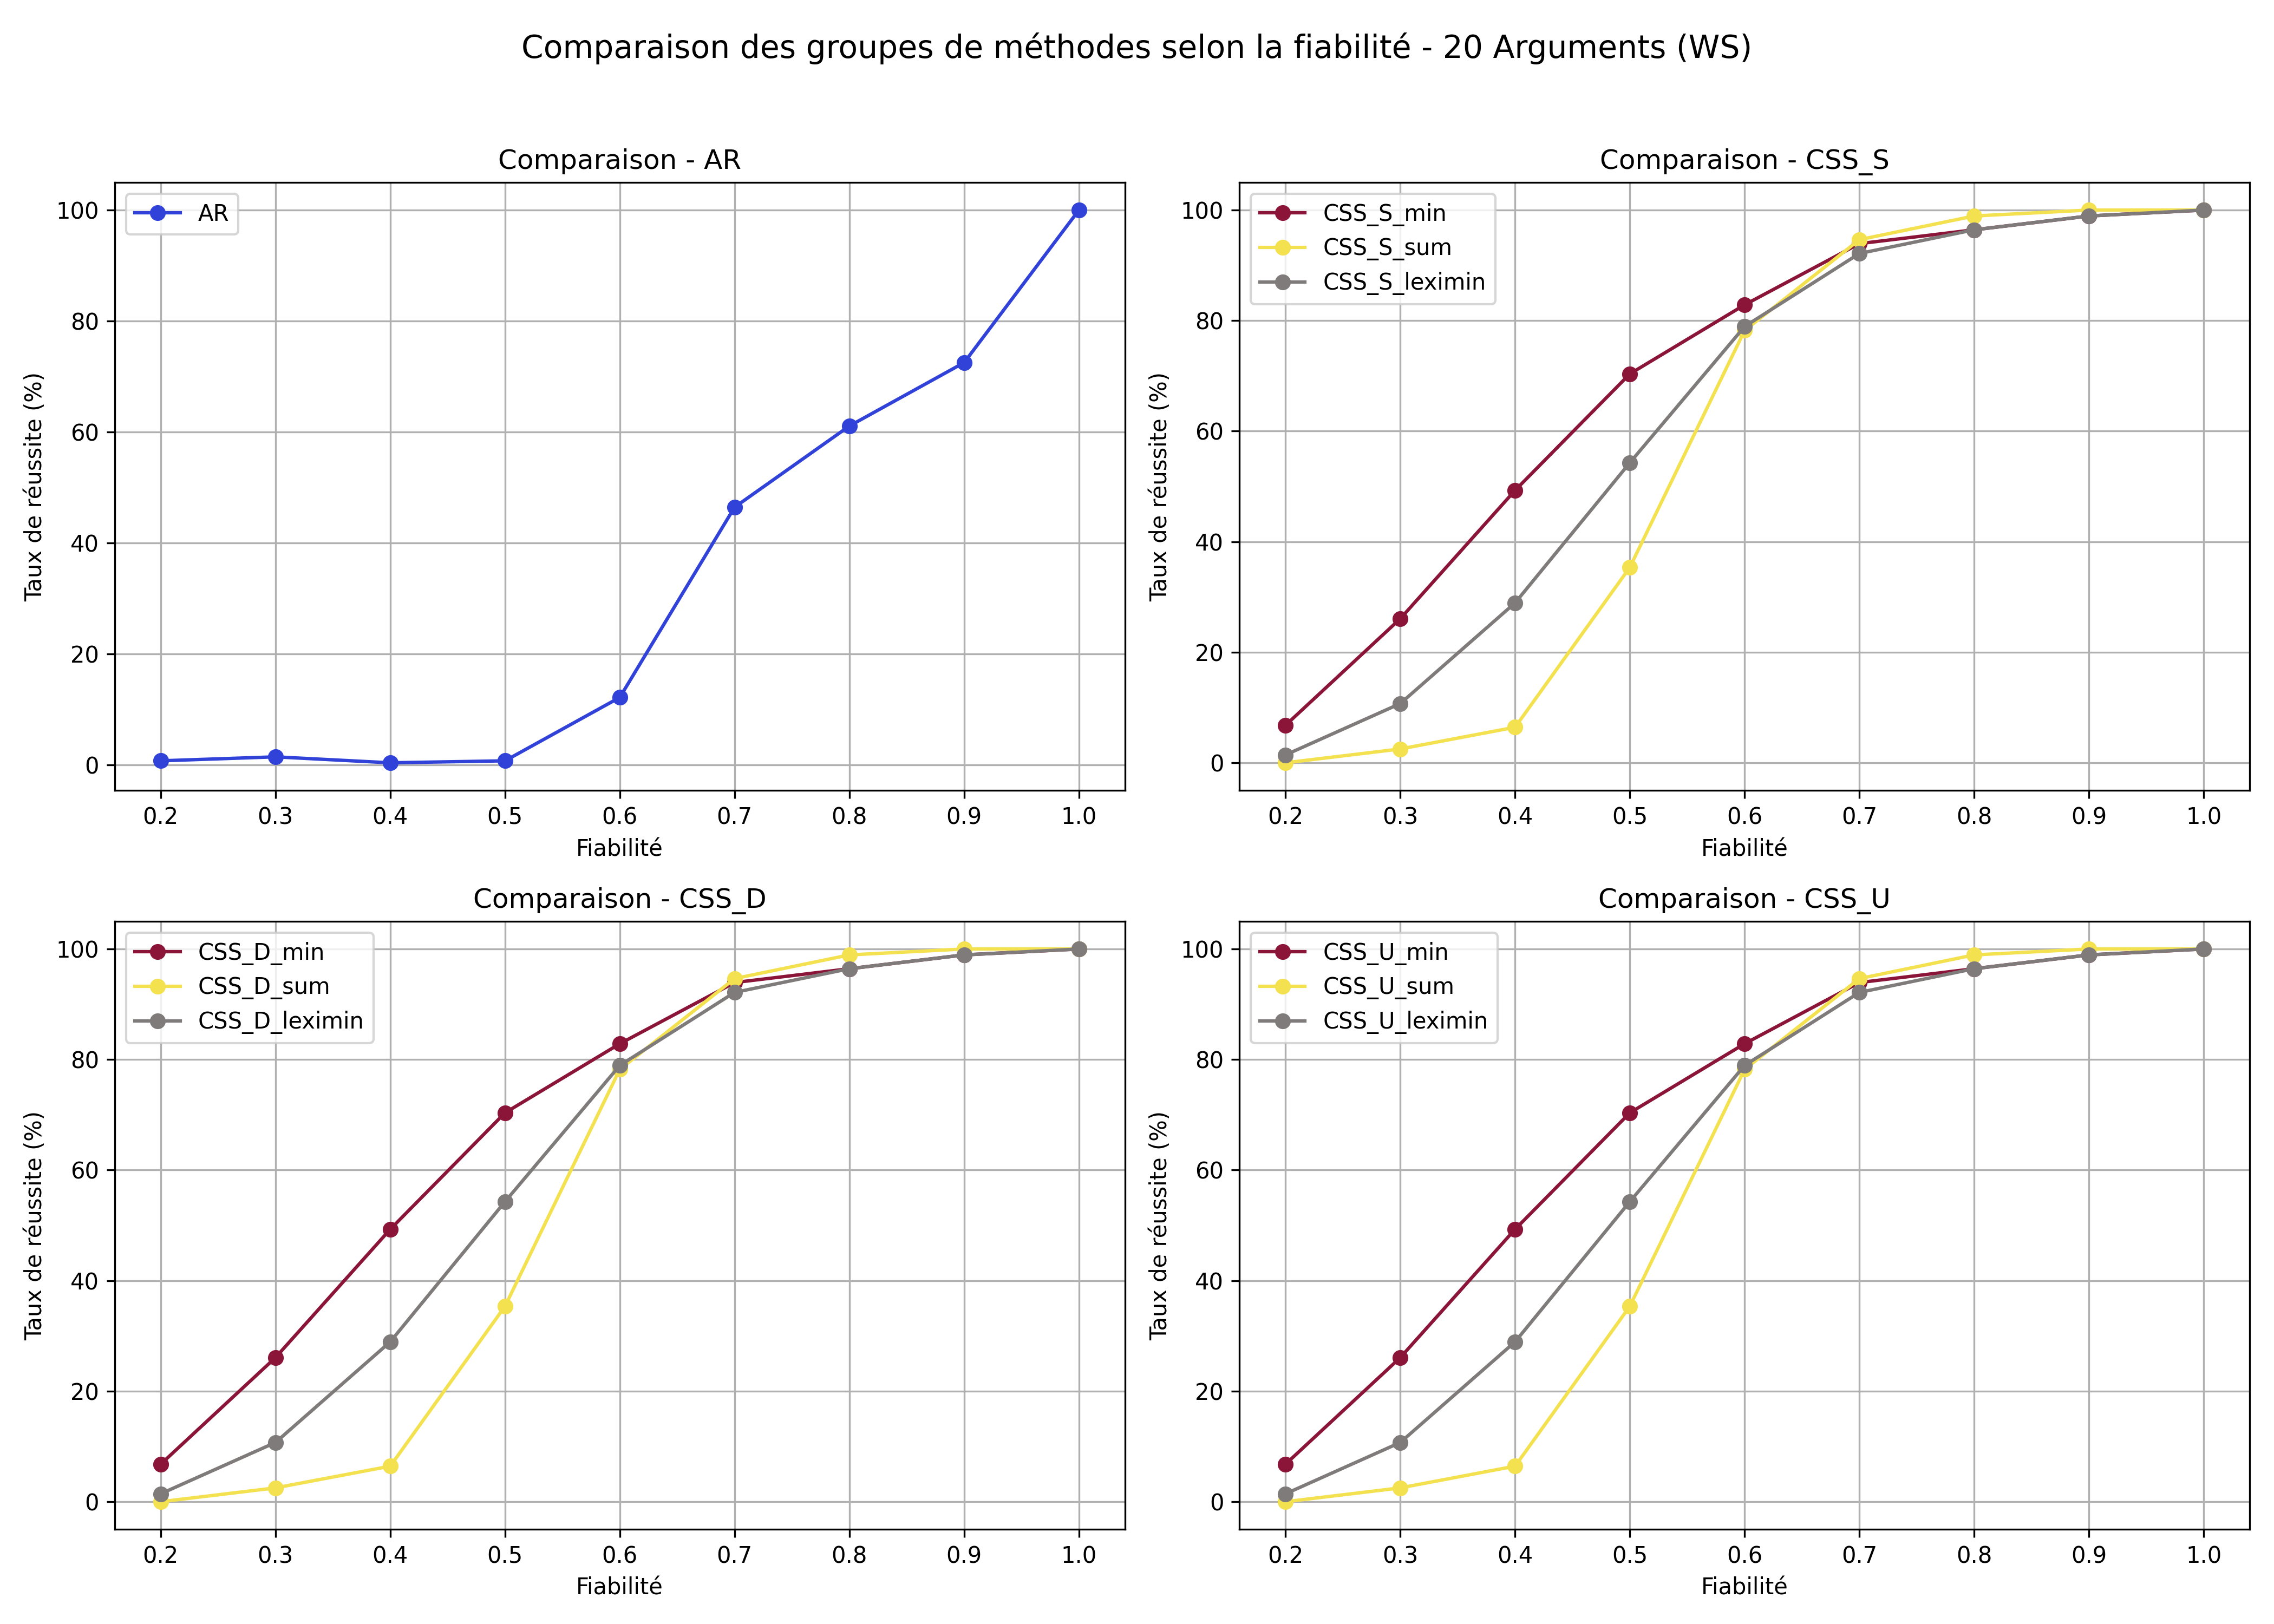 Comparaison des groupes de méthodes selon la fiabilité - 20 Arguments (WS)
Comparaison - AR
AR
100
80
60
40
20
0
Taux de réussite (%)
0.2 0.3 0.4 0.5 0.6 0.7 0.8 0.9 1.0
Fiabilité
Comparaison - CSS_S
CSS_S_min
CSS_S_sum
CSS_S_leximin
100
80
60
40
20
0
Taux de réussite (%)
0.2 0.3 0.4 0.5 0.6 0.7 0.8 0.9 1.0
Fiabilité
Comparaison - CSS_D
CSS_D_min
CSS_D_sum
CSS_D_leximin
100
80
60
40
20
0
Taux de réussite (%)
0.2 0.3 0.4 0.5 0.6 0.7 0.8 0.9 1.0
Fiabilité
Comparaison - CSS_U
CSS_U_min
CSS_U_sum
CSS_U_leximin
100
80
60
40
20
0
Taux de réussite (%)
0.2 0.3 0.4 0.5 0.6 0.7 0.8 0.9 1.0
Fiabilité